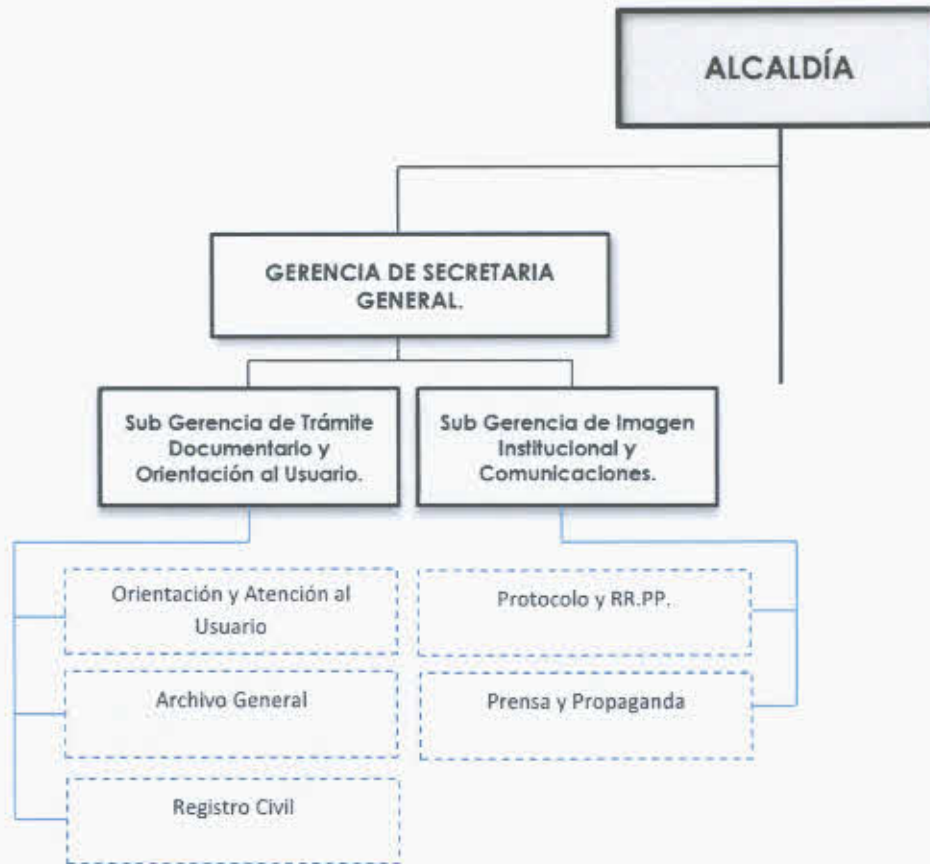 ALCALDÍA
GERENCIA DE SECRETARIA
GENERAL.
Sub Gerencia de Trámite
Documentario y
Orientación al Usuario.
Sub Gerencia de Imagen
Institucional y
Comunicaciones.
Orientación y Atención al
Usuario
Protocolo y RR.PP.
Archivo General
Prensa y Propaganda
Registro Civil